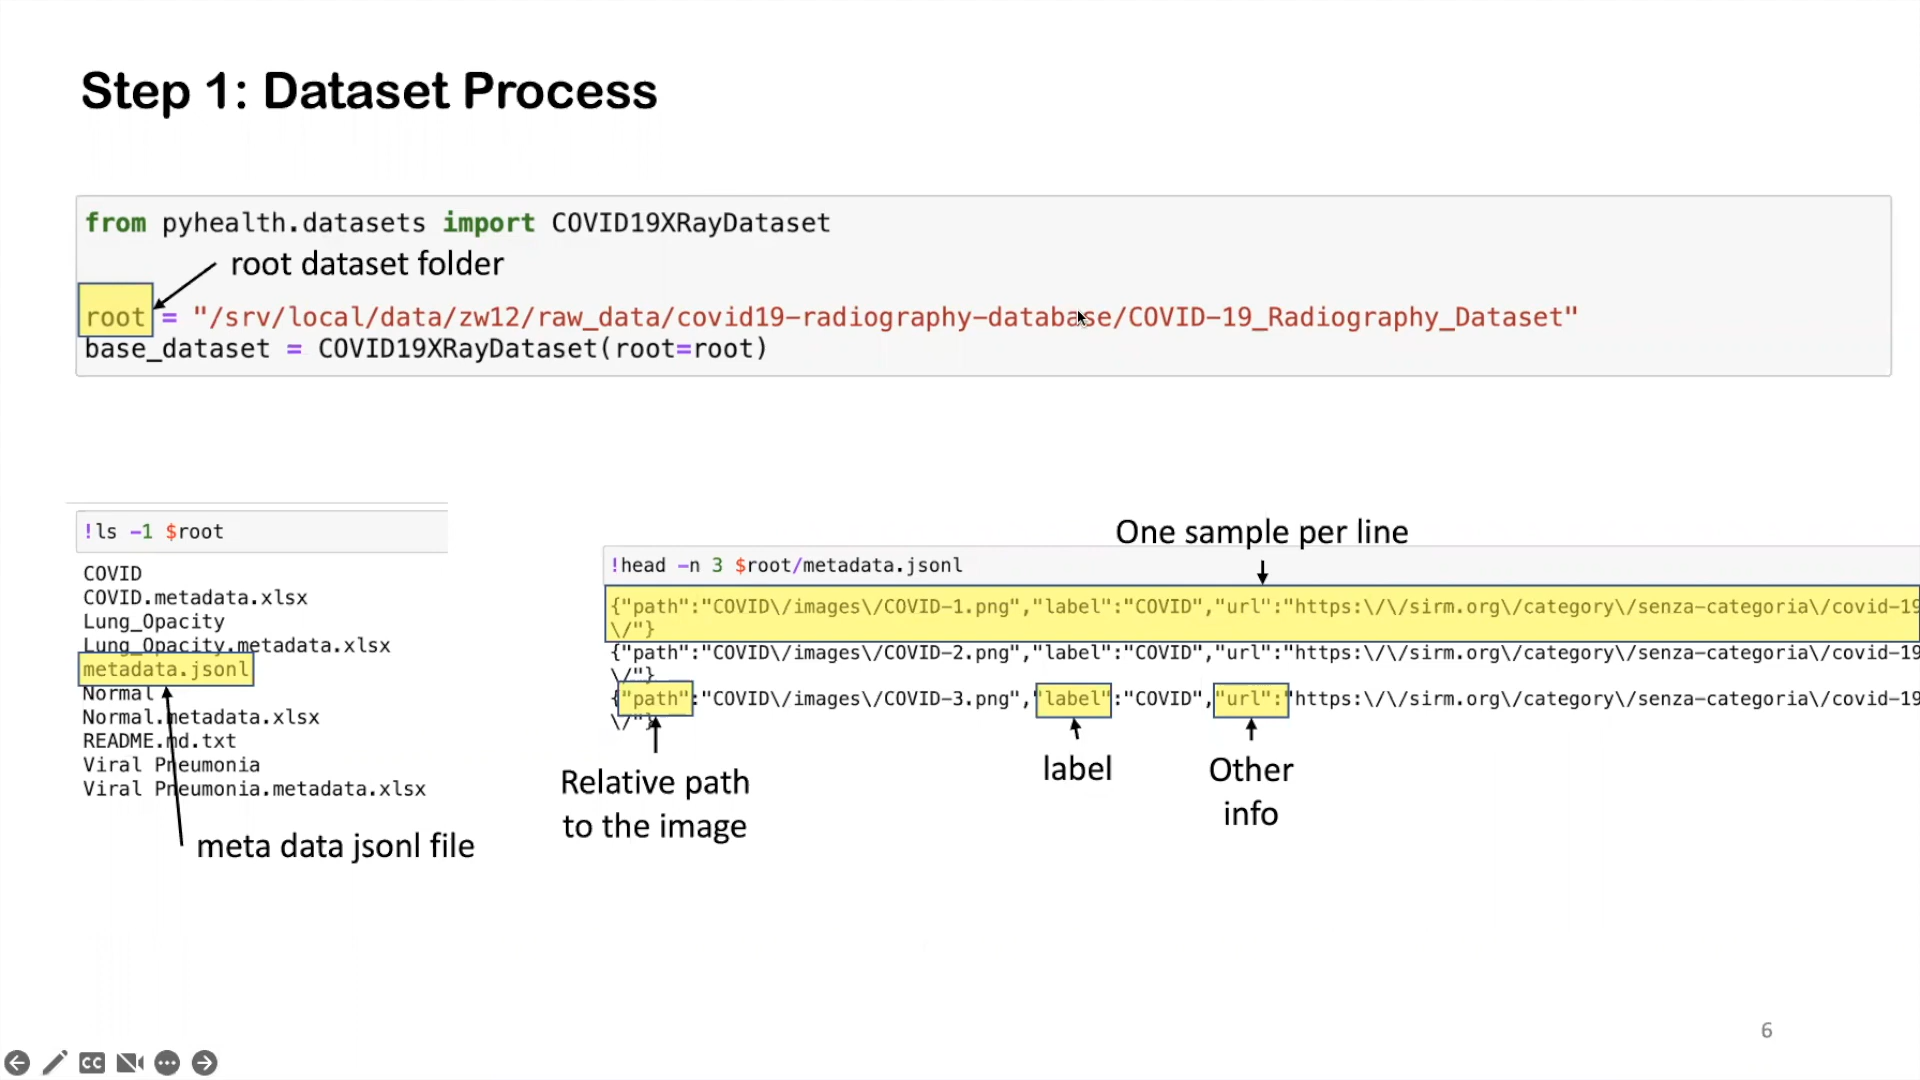 Step 1: Dataset Process
from pyhealth.datasets import COVID19XRayDataset
root dataset folder
root = "/srv/local/data/zw12/raw_data/covid19-radiography-database/COVID-19_Radiography_Dataset"
base_dataset = COVID19XRayDataset(root=root)
!ls -1 $root
COVID
COVID.metadata.xlsx
Lung_Opacity
Lung_Opacity.metadata.xlsx
metadata.jsonl
Normal
Normal.metadata.xlsx
README.md.txt
Viral Pneumonia
Viral Pneumonia.metadata.xlsx
meta data jsonl file
One sample per line
!head -n 3 $root/metadata.jsonl
{"path":"COVID\/images\/COVID-1.png","label":"COVID","url":"https:\/\/sirm.org\/category\/senza-categoria\/covid-19
\/"}
{"path":"COVID\/images\/COVID-2.png","label":"COVID","url":"https:\/\/sirm.org\/category\/senza-categoria\/covid-19
\/"}
{"path":"COVID\/images\/COVID-3.png","label":"COVID","url":"https:\/\/sirm.org\/category\/senza-categoria\/covid-19
\/"}
Relative path
to the image
label
Other
info
6
CC